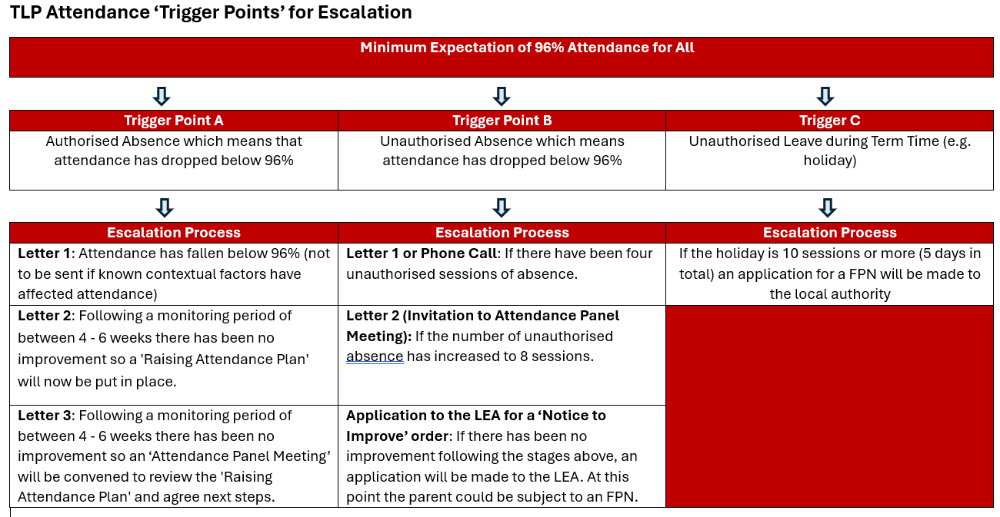 TLP Attendance ‘Trigger Points’ for Escalation
Minimum Expectation of 96% Attendance for All
Trigger Point A
Authorised Absence which means that
attendance has dropped below 96%
Trigger Point B
Unauthorised Absence which means
attendance has dropped below 96%
Trigger C
Unauthorised Leave during Term Time (e.g.
holiday)
Escalation Process
Letter 1: Attendance has fallen below 96% (not
to be sent if known contextual factors have
affected attendance)
Letter 2: Following a monitoring period of
between 4 - 6 weeks there has been no
improvement so a 'Raising Attendance Plan'
will now be put in place.
Letter 3: Following a monitoring period of
between 4 - 6 weeks there has been no
improvement so an ‘Attendance Panel Meeting’
will be convened to review the 'Raising
Attendance Plan' and agree next steps.
Escalation Process
Letter 1 or Phone Call: If there have been four
unauthorised sessions of absence.
Letter 2 (Invitation to Attendance Panel
Meeting): If the number of unauthorised
absence has increased to 8 sessions.
Application to the LEA for a ‘Notice to
Improve’ order: If there has been no
improvement following the stages above, an
application will be made to the LEA. At this
point the parent could be subject to an FPN.
Escalation Process
If the holiday is 10 sessions or more (5 days in
total) an application for a FPN will be made to
the local authority